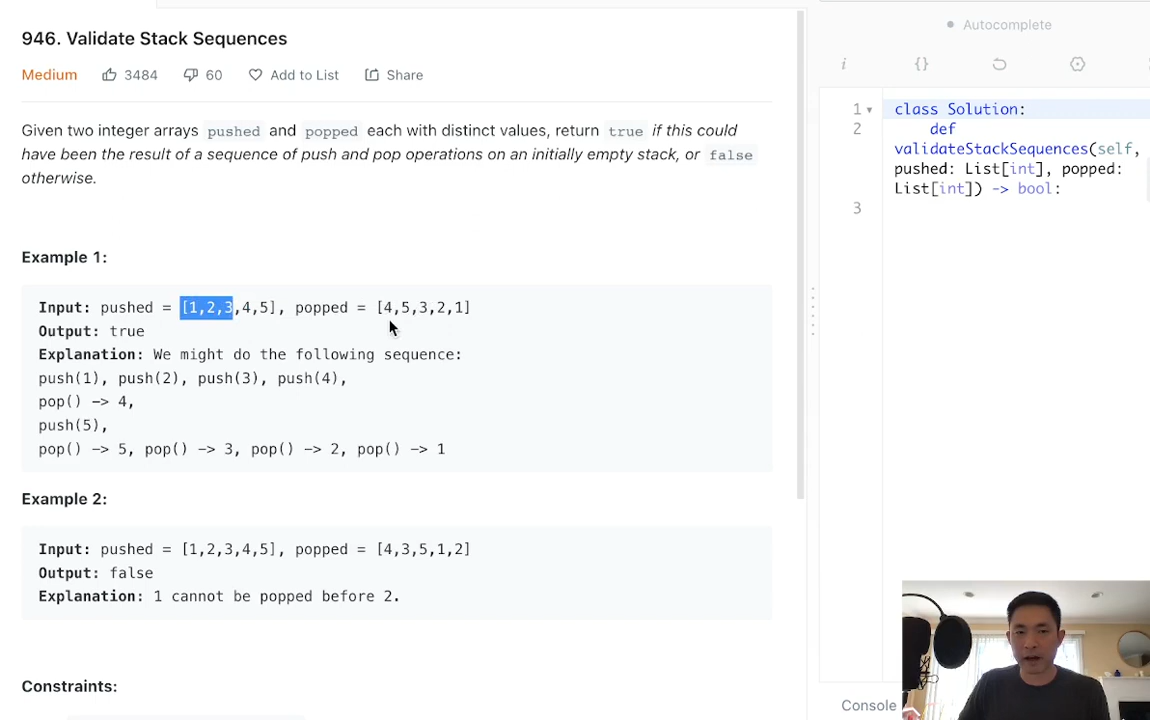 946. Validate Stack Sequences
Medium 3484 60 Add to List Share
Given two integer arrays pushed and popped each with distinct values, return true if this could
have been the result of a sequence of push and pop operations on an initially empty stack, or false
otherwise.
Example 1:
Input: pushed = [1,2,3,4,5], popped = [4,5,3,2,1]
Output: true
Explanation: We might do the following sequence:
push(1), push(2), push(3), push(4),
pop() -> 4,
push(5),
pop() -> 5, pop() -> 3, pop() -> 2, pop() -> 1
Example 2:
Input: pushed = [1,2,3,4,5], popped = [4,3,5,1,2]
Output: false
Explanation: 1 cannot be popped before 2.
Constraints:
Autocomplete
i {}
1 class Solution:
2 def
validateStackSequences(self,
pushed: List[int], popped:
List[int]) -> bool:
3
Console